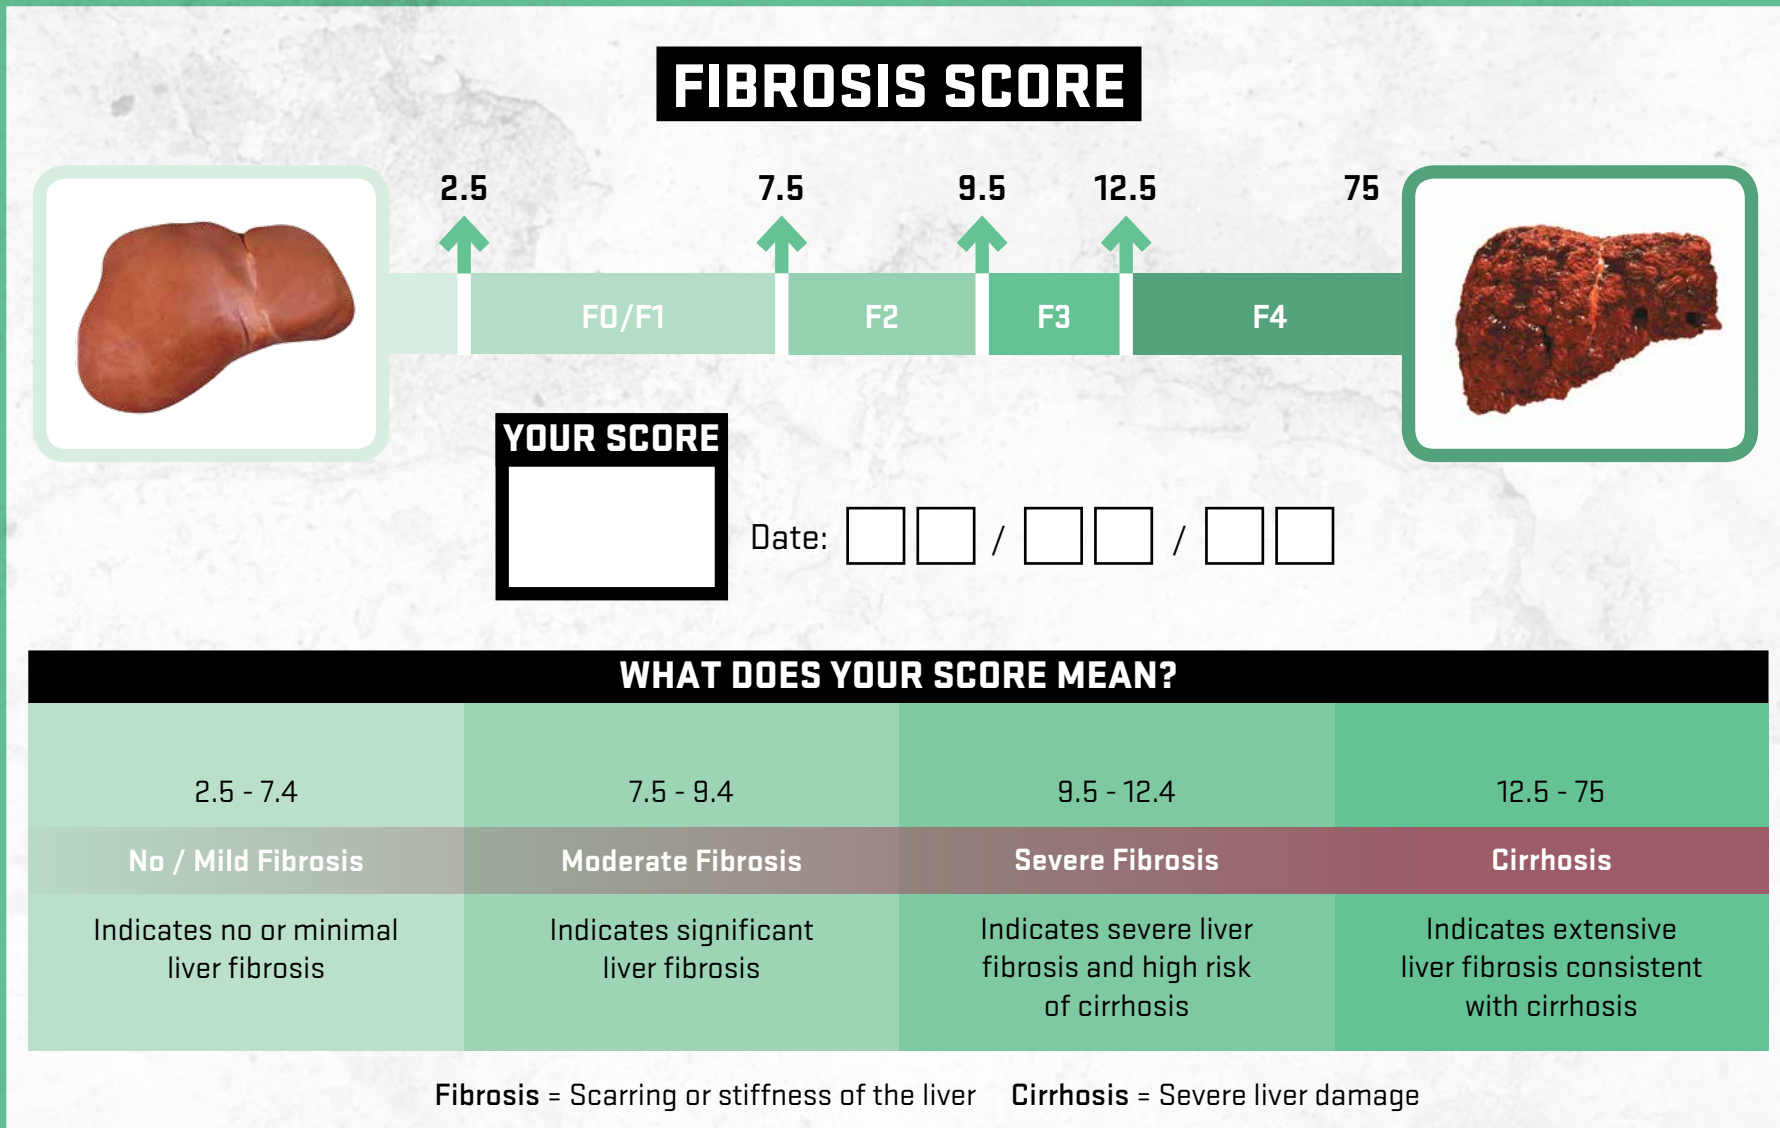 FIBROSIS SCORE
2.5 7.5 9.5 12.5 75
F0/F1 F2 F3 F4
YOUR SCORE
Date: / /
WHAT DOES YOUR SCORE MEAN?
2.5 - 7.4 7.5 - 9.4 9.5 - 12.4 12.5 - 75
No / Mild Fibrosis Moderate Fibrosis Severe Fibrosis Cirrhosis
Indicates no or minimal
liver fibrosis
Indicates significant
liver fibrosis
Indicates severe liver
fibrosis and high risk
of cirrhosis
Indicates extensive
liver fibrosis consistent
with cirrhosis
Fibrosis = Scarring or stiffness of the liver Cirrhosis = Severe liver damage